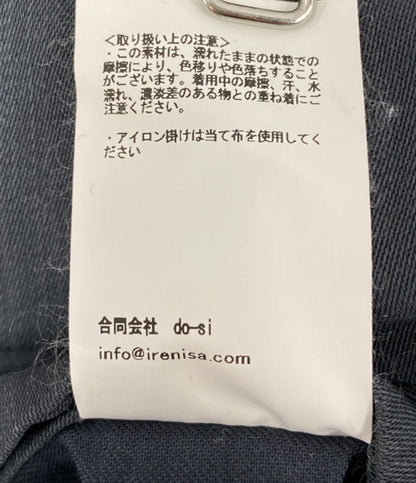 <取り扱い上の注意>
・この素材は、濡れたままの状態での
摩擦により、色移りや色落ちすること
がございます。着用中の摩擦、汗、水
濡れ、濃淡差のある物との重ね着にご
注意ください。
・アイロン掛けは当て布を使用してく
ださい
合同会社 do-si
info@irenisa.com